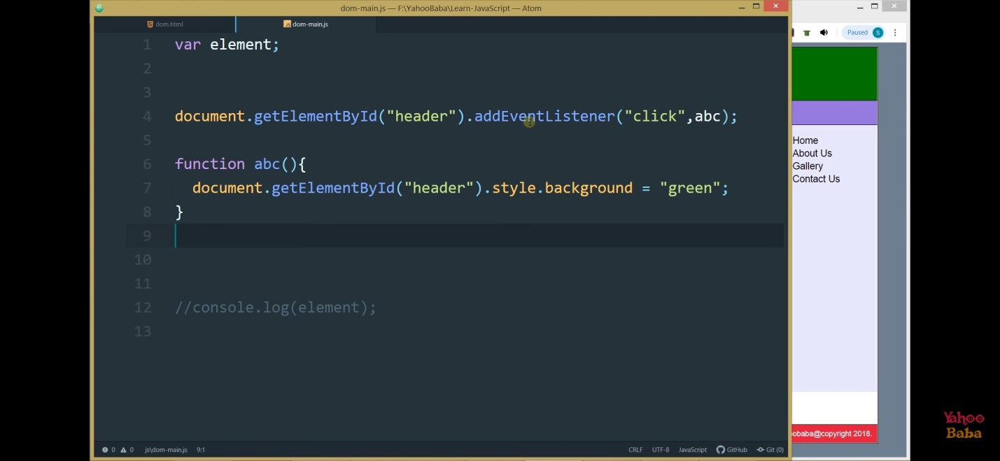 dom-main.js — F:\YahooBaba\Learn-JavaScript — Atom
dom.html
dom-main.js
Paused S
1 var element;
2
3
4 document.getElementById("header").addEventListener("click",abc);
5
6 function abc(){
7 document.getElementById("header").style.background = "green";
8 }
9
10
11
12 //console.log(element);
13
Home
About Us
Gallery
Contact Us
obaba@copyright 2018.
Yahoo
Baba
0 0 js\dom-main.js 9:1 CRLF UTF-8 JavaScript GitHub Git (0)